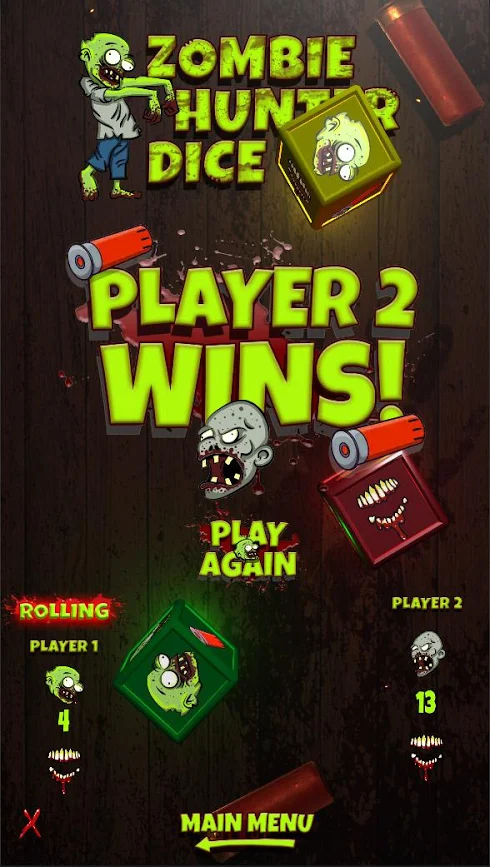 ZOMBIE
HUNTER
DICE
PLAYER 2
WINS!
PLAY
AGAIN
ROLLING
PLAYER 1
4
PLAYER 2
13
X
MAIN MENU